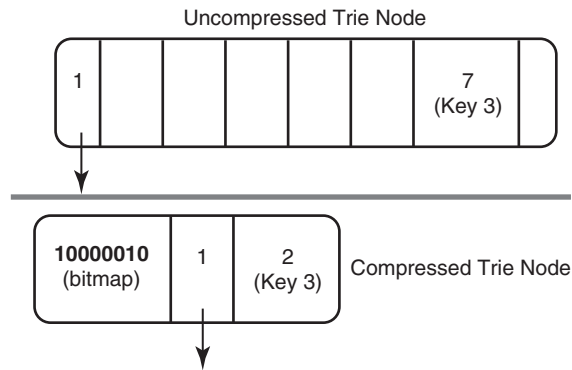 Uncompressed Trie Node
1
7
(Key 3)
10000010
(bitmap)
1
2
(Key 3)
Compressed Trie Node